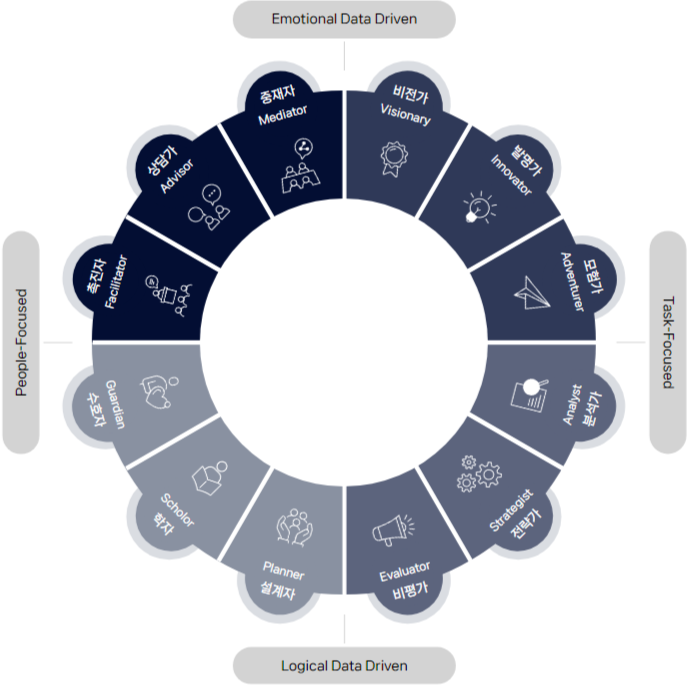 Emotional Data Driven
중재자
Mediator
비전가
Visionary
발명가
Innovator
모험가
Adventurer
Analyst
분석가
Strategist
전략가
Evaluator
비평가
Planner
설계자
Scholor
학자
Guardian
수호자
촉진자
Facilitator
상담가
Advisor
People-Focused
Task-Focused
Logical Data Driven